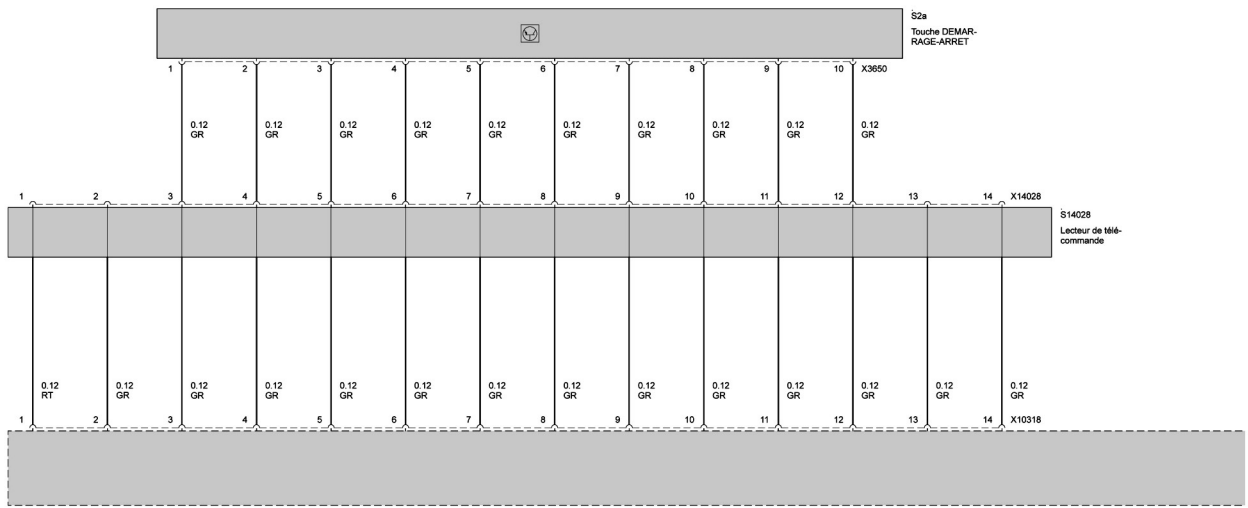 S2a
Touche DEMAR-
RAGE-ARRET
1 2 3 4 5 6 7 8 9 10 X3650
0.12 0.12 0.12 0.12 0.12 0.12 0.12 0.12 0.12 0.12
GR GR GR GR GR GR GR GR GR GR
1 2 3 4 5 6 7 8 9 10 11 12 13 14 X14028
S14028
Lecteur de télé-
commande
0.12 0.12 0.12 0.12 0.12 0.12 0.12 0.12 0.12 0.12 0.12 0.12 0.12 0.12
RT GR GR GR GR GR GR GR GR GR GR GR GR GR
1 2 3 4 5 6 7 8 9 10 11 12 13 14 X10318